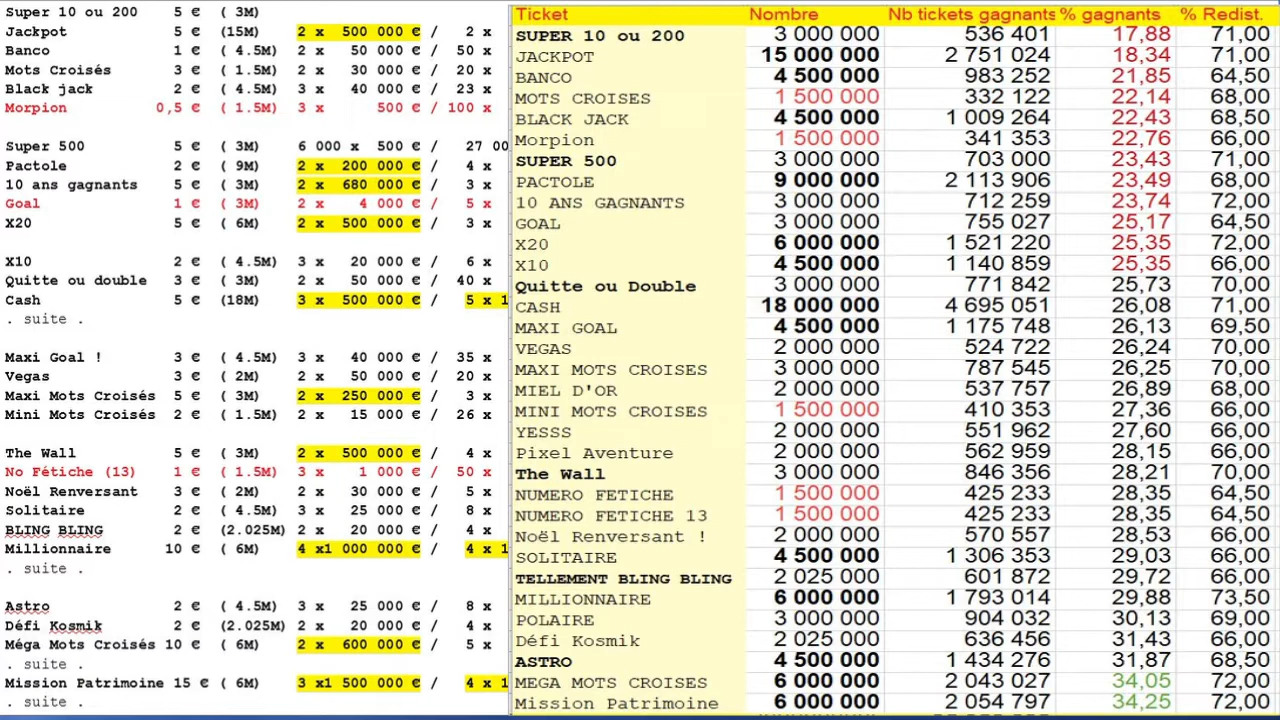 Super 10 ou 200 5 € ( 3M)
Jackpot 5 € (15M) 2 x 500 000 € / 2 x
Banco 1 € ( 4.5M) 2 x 50 000 € / 50 x
Mots Croisés 3 € ( 1.5M) 2 x 30 000 € / 20 x
Black jack 2 € ( 4.5M) 3 x 40 000 € / 23 x
Morpion 0,5 € ( 1.5M) 3 x 500 € / 100 x
Super 500 5 € ( 3M) 6 000 x 500 € / 27 00
Pactole 2 € ( 9M) 2 x 200 000 € / 4 x
10 ans gagnants 5 € ( 3M) 2 x 680 000 € / 3 x
Goal 1 € ( 3M) 2 x 4 000 € / 5 x
X20 5 € ( 6M) 2 x 500 000 € / 3 x
X10 2 € ( 4.5M) 3 x 20 000 € / 6 x
Quitte ou double 3 € ( 3M) 2 x 50 000 € / 40 x
Cash 5 € (18M) 3 x 500 000 € / 5 x 1
. suite .
Maxi Goal ! 3 € ( 4.5M) 3 x 40 000 € / 35 x
Vegas 3 € ( 2M) 2 x 50 000 € / 20 x
Maxi Mots Croisés 5 € ( 3M) 2 x 250 000 € / 3 x
Mini Mots Croisés 2 € ( 1.5M) 2 x 15 000 € / 26 x
The Wall 5 € ( 3M) 2 x 500 000 € / 4 x
No Fétiche (13) 1 € ( 1.5M) 3 x 1 000 € / 50 x
Noël Renversant 3 € ( 2M) 2 x 30 000 € / 5 x
Solitaire 2 € ( 4.5M) 3 x 25 000 € / 8 x
BLING BLING 2 € (2.025M) 2 x 20 000 € / 4 x
Millionnaire 10 € ( 6M) 4 x1 000 000 € / 4 x 1
. suite .
Astro 2 € ( 4.5M) 3 x 25 000 € / 8 x
Défi Kosmik 2 € (2.025M) 2 x 20 000 € / 4 x
Méga Mots Croisés 10 € ( 6M) 2 x 600 000 € / 5 x
. suite .
Mission Patrimoine 15 € ( 6M) 3 x1 500 000 € / 4 x 1
. suite .
Ticket Nombre Nb tickets gagnants % gagnants % Redist.
SUPER 10 ou 200 3 000 000 536 401 17,88 71,00
JACKPOT 15 000 000 2 751 024 18,34 71,00
BANCO 4 500 000 983 252 21,85 64,50
MOTS CROISES 1 500 000 332 122 22,14 68,00
BLACK JACK 4 500 000 1 009 264 22,43 68,50
Morpion 1 500 000 341 353 22,76 66,00
SUPER 500 3 000 000 703 000 23,43 71,00
PACTOLE 9 000 000 2 113 906 23,49 68,00
10 ANS GAGNANTS 3 000 000 712 259 23,74 72,00
GOAL 3 000 000 755 027 25,17 64,50
X20 6 000 000 1 521 220 25,35 72,00
X10 4 500 000 1 140 859 25,35 66,00
Quitte ou Double 3 000 000 771 842 25,73 70,00
CASH 18 000 000 4 695 051 26,08 71,00
MAXI GOAL 4 500 000 1 175 748 26,13 69,50
VEGAS 2 000 000 524 722 26,24 70,00
MAXI MOTS CROISES 3 000 000 787 545 26,25 70,00
MIEL D'OR 2 000 000 537 757 26,89 68,00
MINI MOTS CROISES 1 500 000 410 353 27,36 66,00
YESSS 2 000 000 551 962 27,60 66,00
Pixel Aventure 2 000 000 562 959 28,15 66,00
The Wall 3 000 000 846 356 28,21 70,00
NUMERO FETICHE 1 500 000 425 233 28,35 64,50
NUMERO FETICHE 13 1 500 000 425 233 28,35 64,50
Noël Renversant ! 2 000 000 570 557 28,53 66,00
SOLITAIRE 4 500 000 1 306 353 29,03 66,00
TELLEMENT BLING BLING 2 025 000 601 872 29,72 66,00
MILLIONNAIRE 6 000 000 1 793 014 29,88 73,50
POLAIRE 3 000 000 904 032 30,13 69,00
Défi Kosmik 2 025 000 636 456 31,43 66,00
ASTRO 4 500 000 1 434 276 31,87 68,50
MEGA MOTS CROISES 6 000 000 2 043 027 34,05 72,00
Mission Patrimoine 6 000 000 2 054 797 34,25 72,00